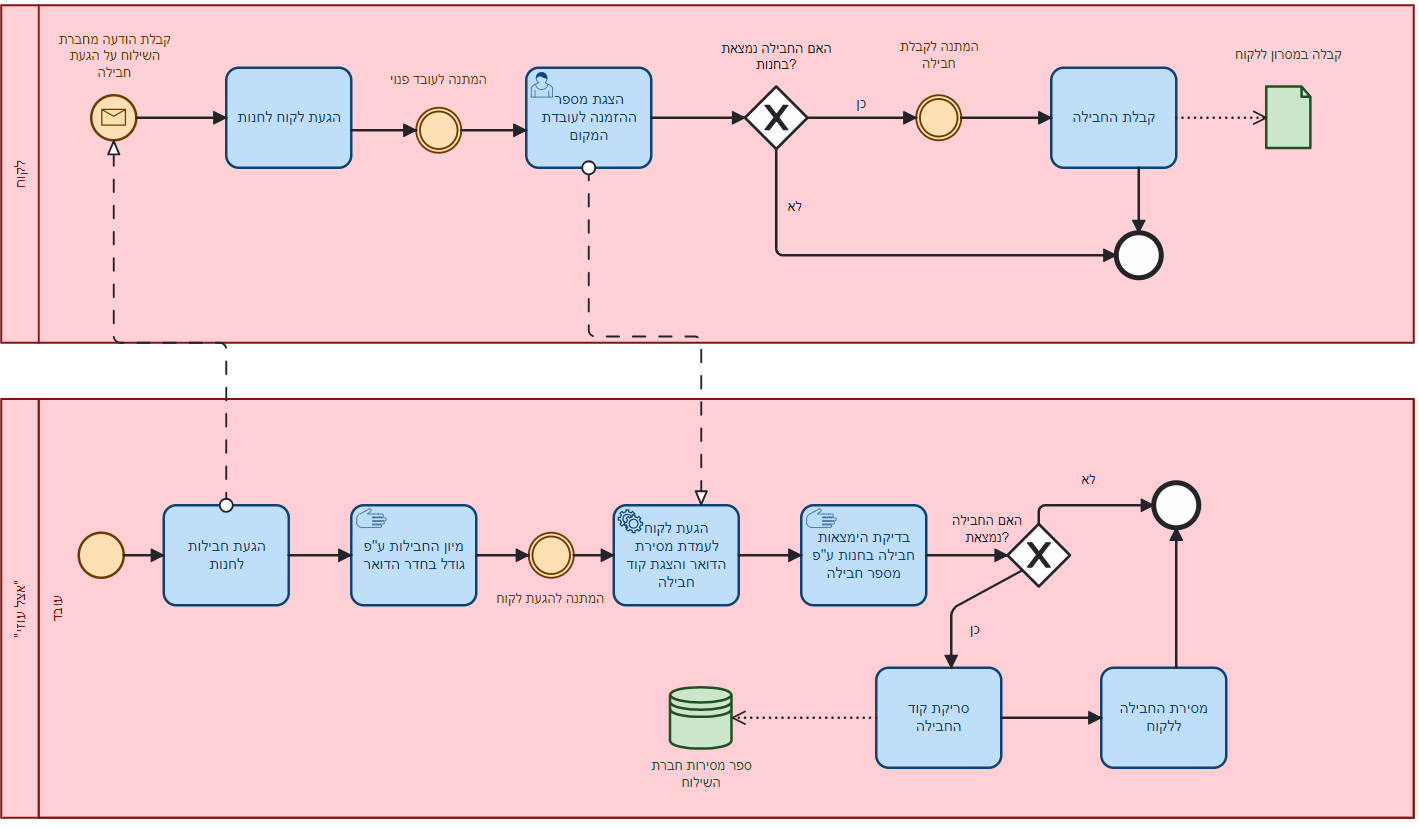 לקוח
קבלת הודעה מחברת
השילוח על הגעת
חבילה
הגעת לקוח לחנות
המתנה לעובד פנוי
הצגת מספר
ההזמנה לעובדת
המקום
האם החבילה נמצאת
בחנות?
כן
לא
המתנה לקבלת
חבילה
קבלת החבילה
קבלה במסרון ללקוח
"אצל עוזי"
עובד
הגעת חבילות
לחנות
מיון החבילות ע"פ
גודל בחדר הדואר
המתנה להגעת לקוח
הגעת לקוח
לעמדת מסירת
הדואר והצגת קוד
חבילה
בדיקת הימצאות
חבילה בחנות ע"פ
מספר חבילה
האם החבילה
נמצאת?
לא
כן
סריקת קוד
החבילה
מסירת החבילה
ללקוח
ספר מסירות חברת
השילוח